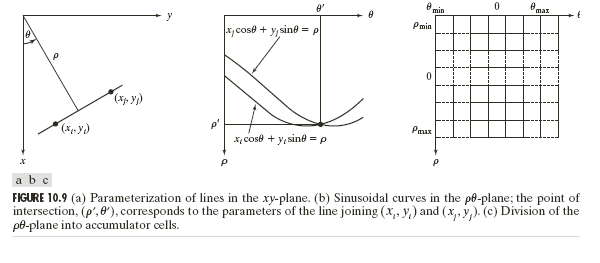 y
x
θ
ρ
(xj, yj)
(xi, yi)
θ′
θ
xj cosθ + yj sinθ = ρ
ρ′
xi cosθ + yi sinθ = ρ
ρ
θmin 0 θmax
ρmin
0
ρmax
ρ
a b c
FIGURE 10.9 (a) Parameterization of lines in the xy-plane. (b) Sinusoidal curves in the ρθ-plane; the point of
intersection, (ρ′, θ′), corresponds to the parameters of the line joining (xi, yi) and (xj, yj). (c) Division of the
ρθ-plane into accumulator cells.